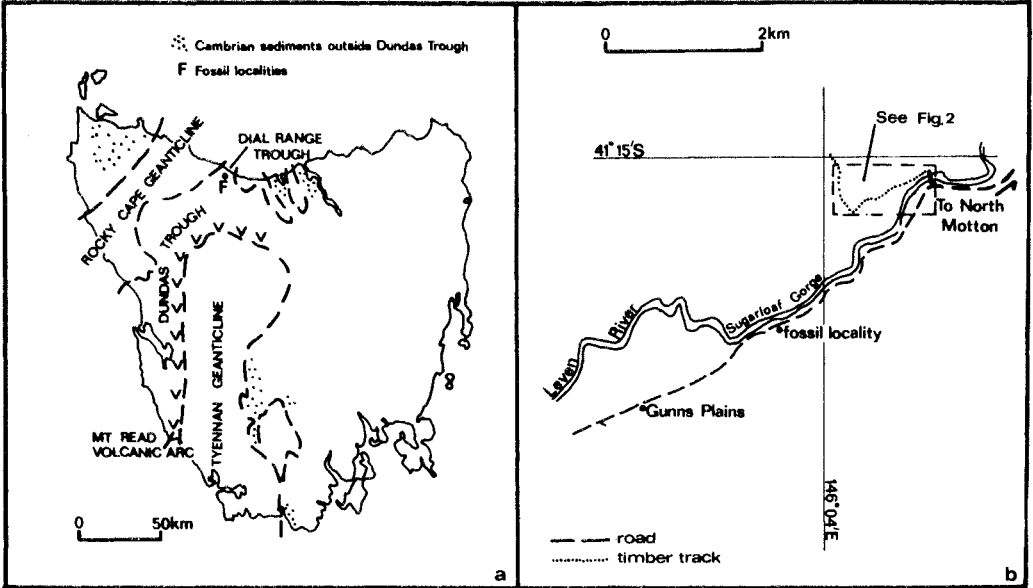 Cambrian sediments outside Dundas Trough
F Fossil localities
DIAL RANGE
TROUGH
F
ROCKY CAPE GEANTICLINE
TROUGH
DUNDAS
TYENNAN GEANTICLINE
MT READ
VOLCANIC ARC
0 50km
a
0 2km
See Fig.2
41°15'S
To North
Motton
Sugarloaf Gorge
fossil locality
Leven River
Gunns Plains
146°04'E
road
timber track
b